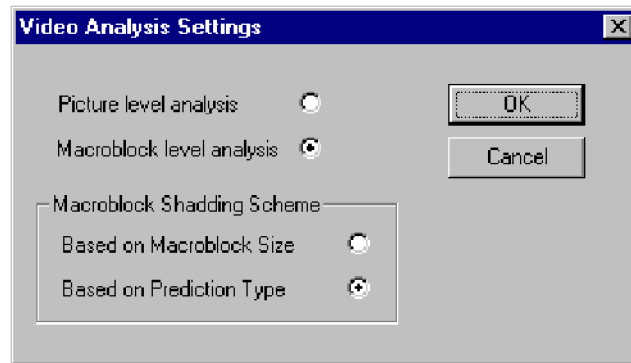 Video Analysis Settings
Picture level analysis
OK
Macroblock level analysis
Cancel
Macroblock Shadding Scheme
Based on Macroblock Size
Based on Prediction Type